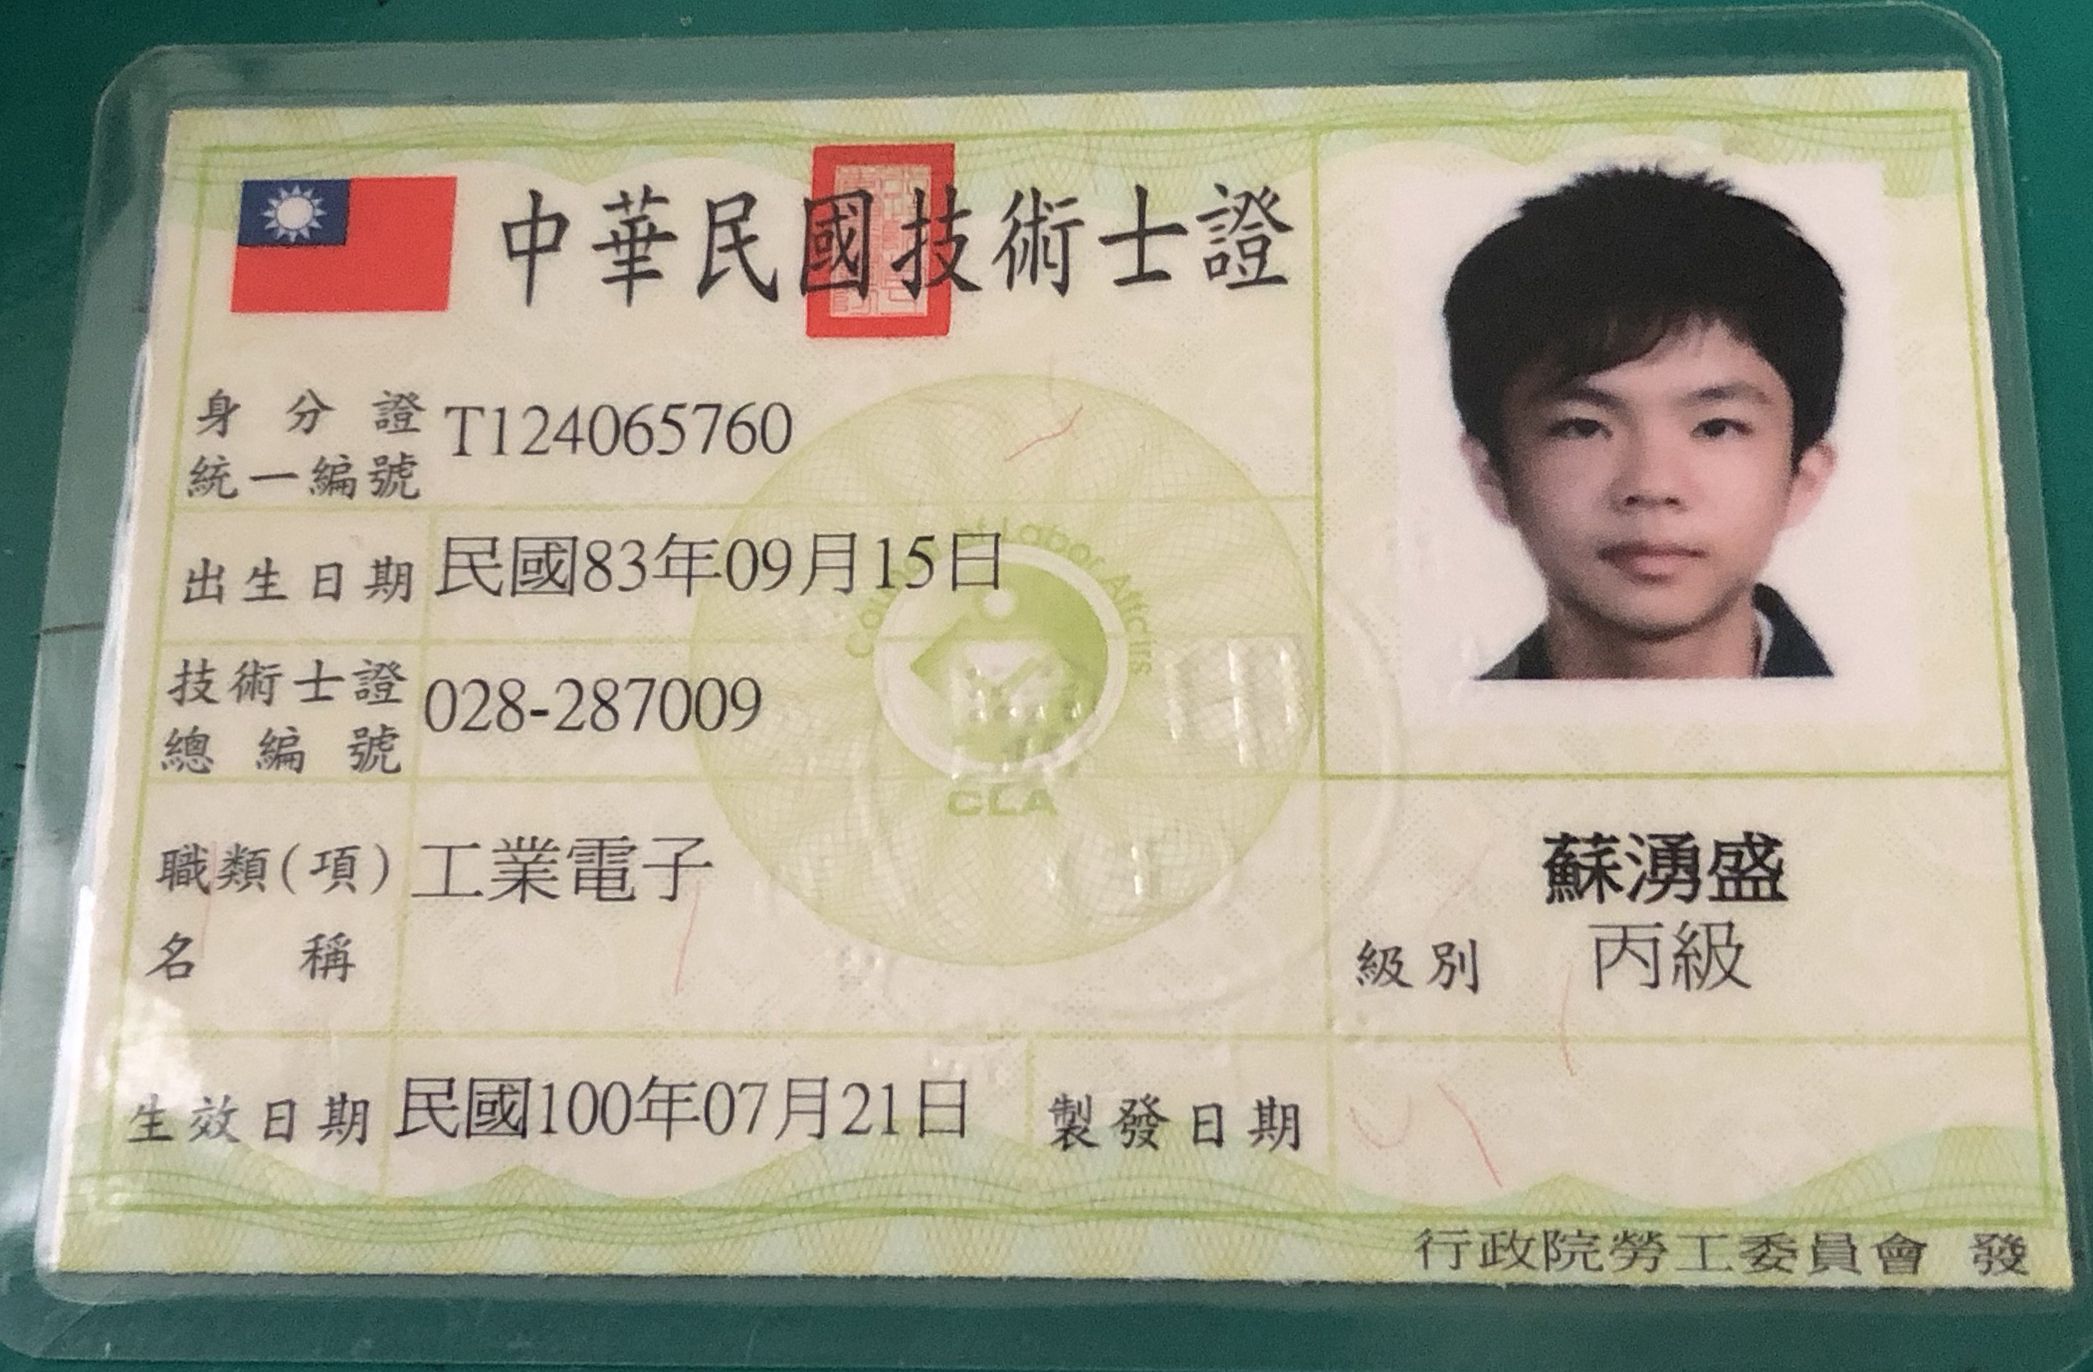 中華民國技術士證
身分證統一編號 T124065760
出生日期 民國83年09月15日
Council of Labor Affairs
技術士證總編號 028-287009
CLA
職類(項)名稱 工業電子
蘇湧盛
級別 丙級
生效日期 民國100年07月21日 製發日期
行政院勞工委員會 發